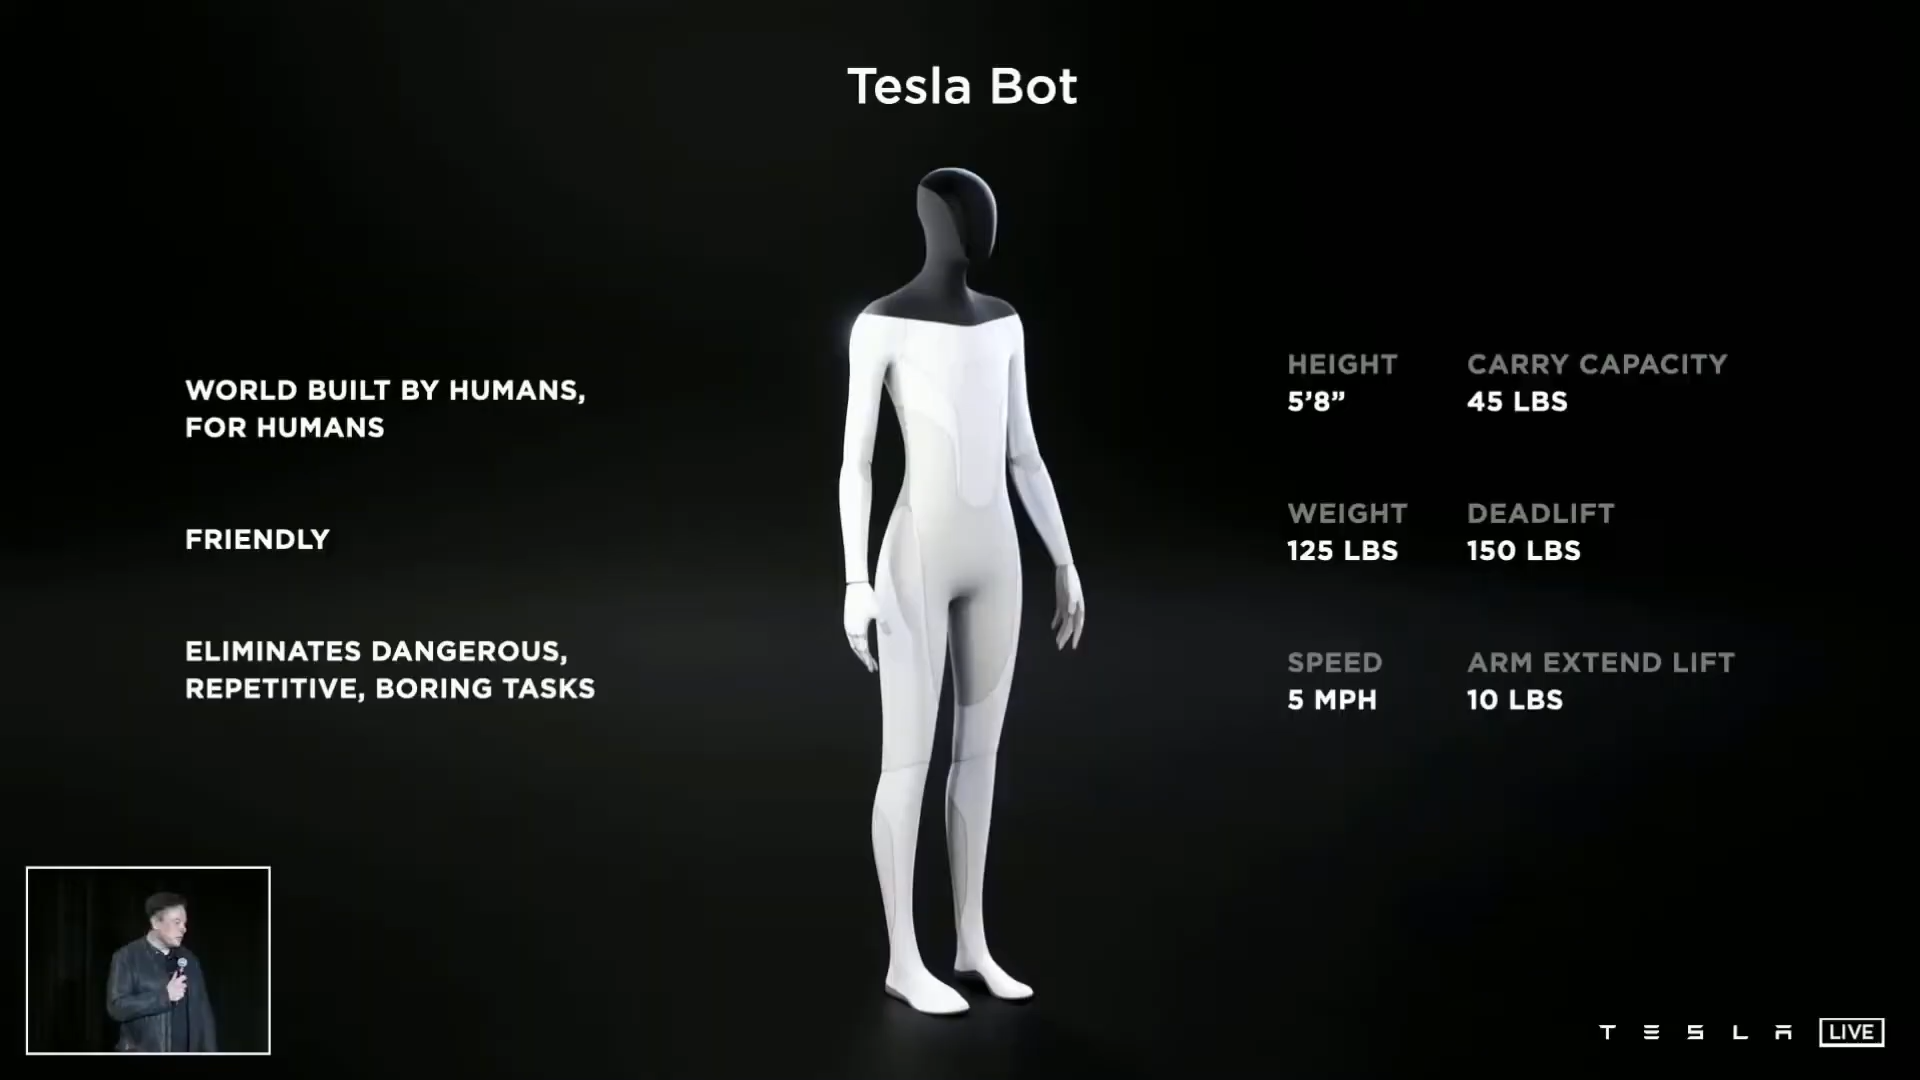 Tesla Bot
WORLD BUILT BY HUMANS,
FOR HUMANS
FRIENDLY
ELIMINATES DANGEROUS,
REPETITIVE, BORING TASKS
HEIGHT
5’8”
CARRY CAPACITY
45 LBS
WEIGHT
125 LBS
DEADLIFT
150 LBS
SPEED
5 MPH
ARM EXTEND LIFT
10 LBS
TESLA LIVE